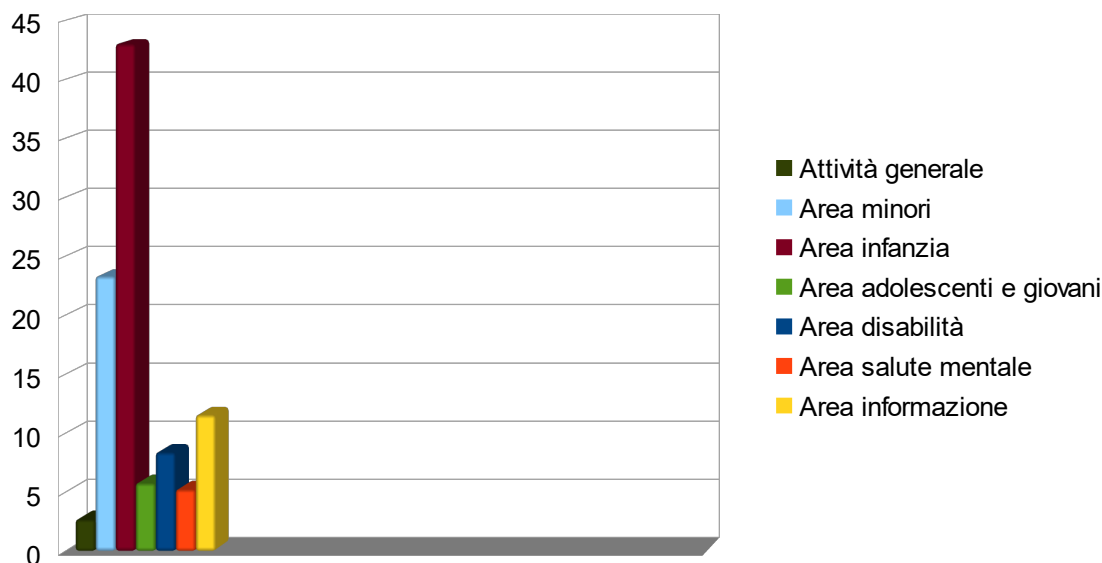 45
40
35
30
25
20
15
10
5
0
Attività generale
Area minori
Area infanzia
Area adolescenti e giovani
Area disabilità
Area salute mentale
Area informazione